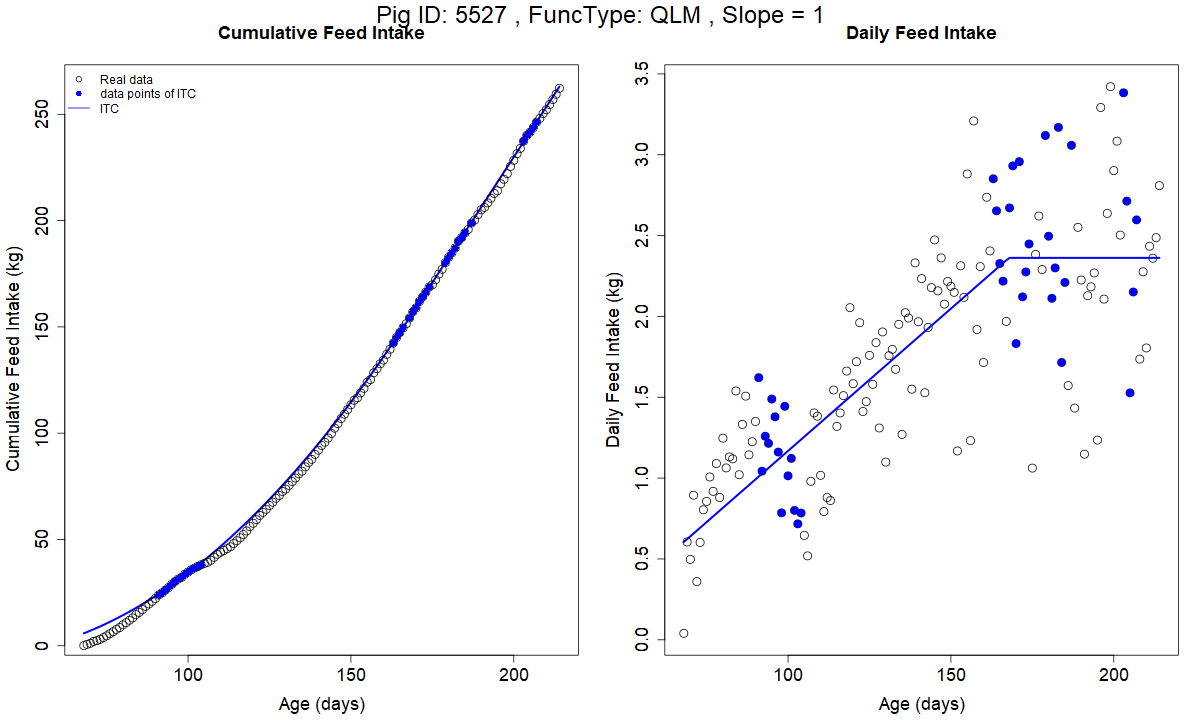 Pig ID: 5527 , FuncType: QLM , Slope = 1
Cumulative Feed Intake
Real data
data points of ITC
ITC
Cumulative Feed Intake (kg)
0
50
100
150
200
250
100
150
200
Age (days)
Daily Feed Intake
Daily Feed Intake (kg)
0.0
0.5
1.0
1.5
2.0
2.5
3.0
3.5
100
150
200
Age (days)